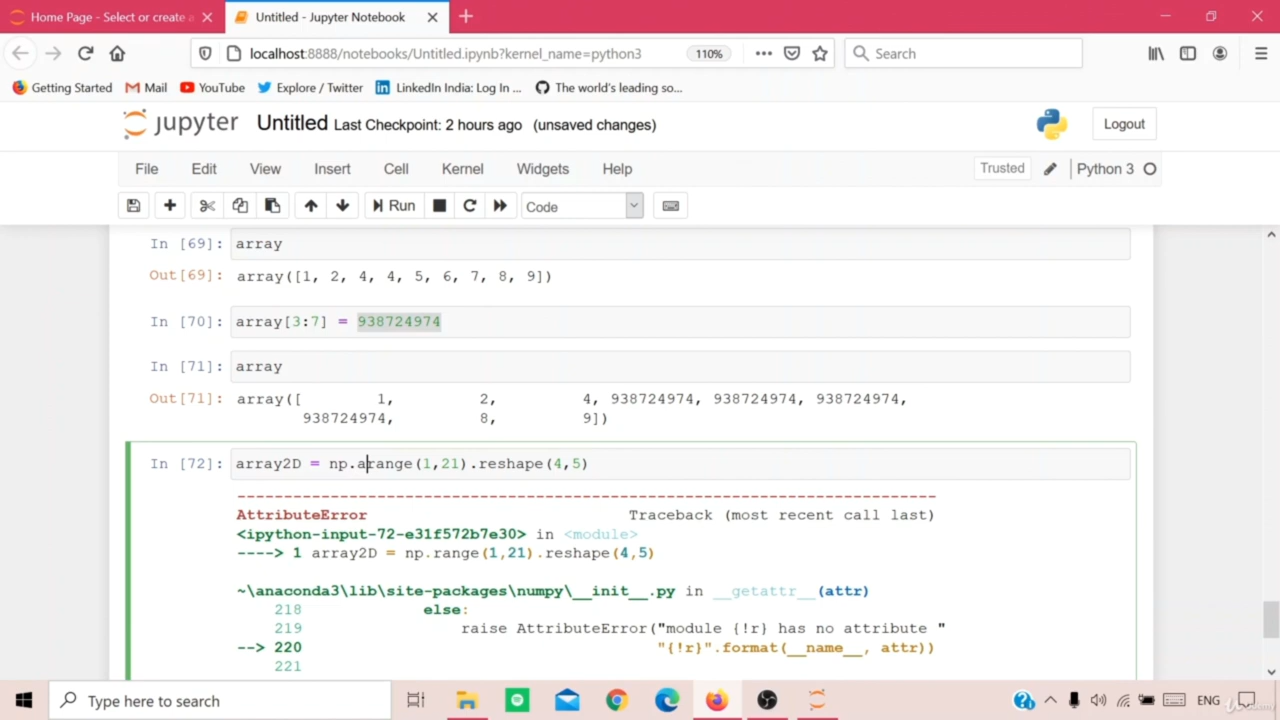 Home Page - Select or create a
Untitled - Jupyter Notebook
localhost:8888/notebooks/Untitled.ipynb?kernel_name=python3
110%
Search
Getting Started
Mail
YouTube
Explore / Twitter
LinkedIn India: Log In ...
The world's leading so...
jupyter
Untitled Last Checkpoint: 2 hours ago (unsaved changes)
Logout
File Edit View Insert Cell Kernel Widgets Help
Trusted
Python 3
Run
Code
In [69]: array
Out[69]: array([1, 2, 4, 4, 5, 6, 7, 8, 9])
In [70]: array[3:7] = 938724974
In [71]: array
Out[71]: array([ 1, 2, 4, 938724974, 938724974, 938724974,
938724974, 8, 9])
In [72]: array2D = np.arange(1,21).reshape(4,5)
---------------------------------------------------------------------------
AttributeError Traceback (most recent call last)
<ipython-input-72-e31f572b7e30> in <module>
----> 1 array2D = np.range(1,21).reshape(4,5)
~\anaconda3\lib\site-packages\numpy\__init__.py in __getattr__(attr)
218 else:
219 raise AttributeError("module {!r} has no attribute "
--> 220 "{!r}".format(__name__, attr))
221
Type here to search
ENG
Udemy